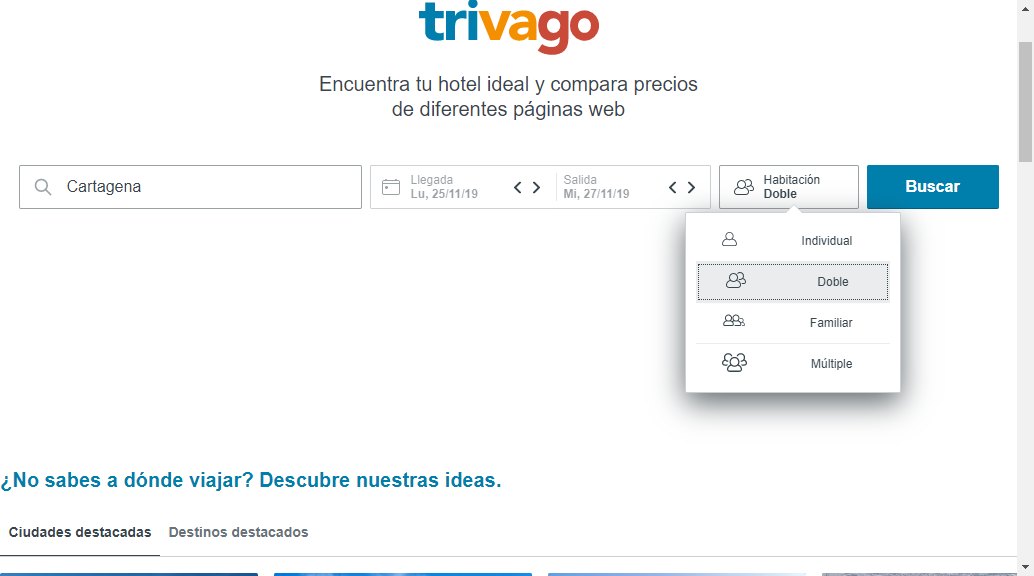 trivago
Encuentra tu hotel ideal y compara precios
de diferentes páginas web
Cartagena
Llegada
Lu, 25/11/19
Salida
Mi, 27/11/19
Habitación
Doble
Buscar
Individual
Doble
Familiar
Múltiple
¿No sabes a dónde viajar? Descubre nuestras ideas.
Ciudades destacadas
Destinos destacados